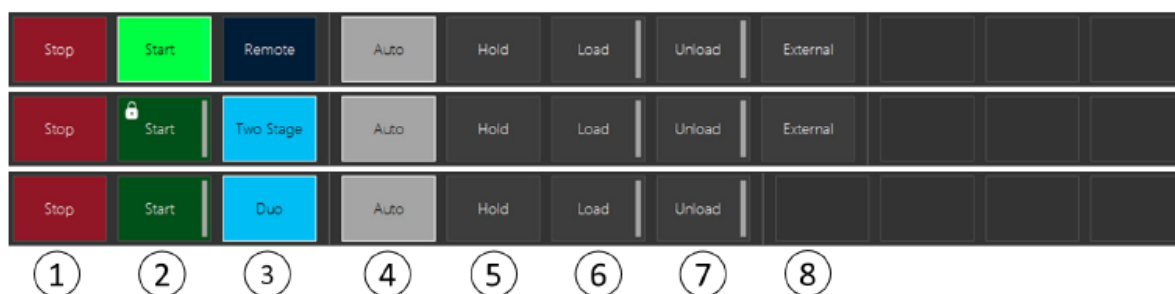 Stop Start Remote Auto Hold Load Unload External
Stop Start Two Stage Auto Hold Load Unload External
Stop Start Duo Auto Hold Load Unload
1 2 3 4 5 6 7 8